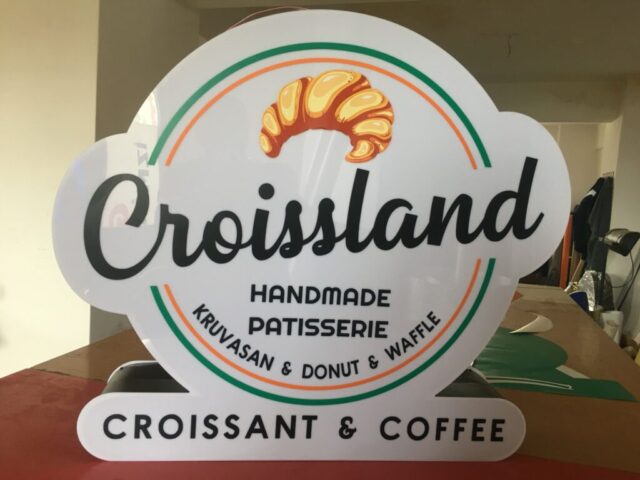 Croissland
HANDMADE
PATISSERIE
KRUVASAN & DONUT & WAFFLE
CROISSANT & COFFEE